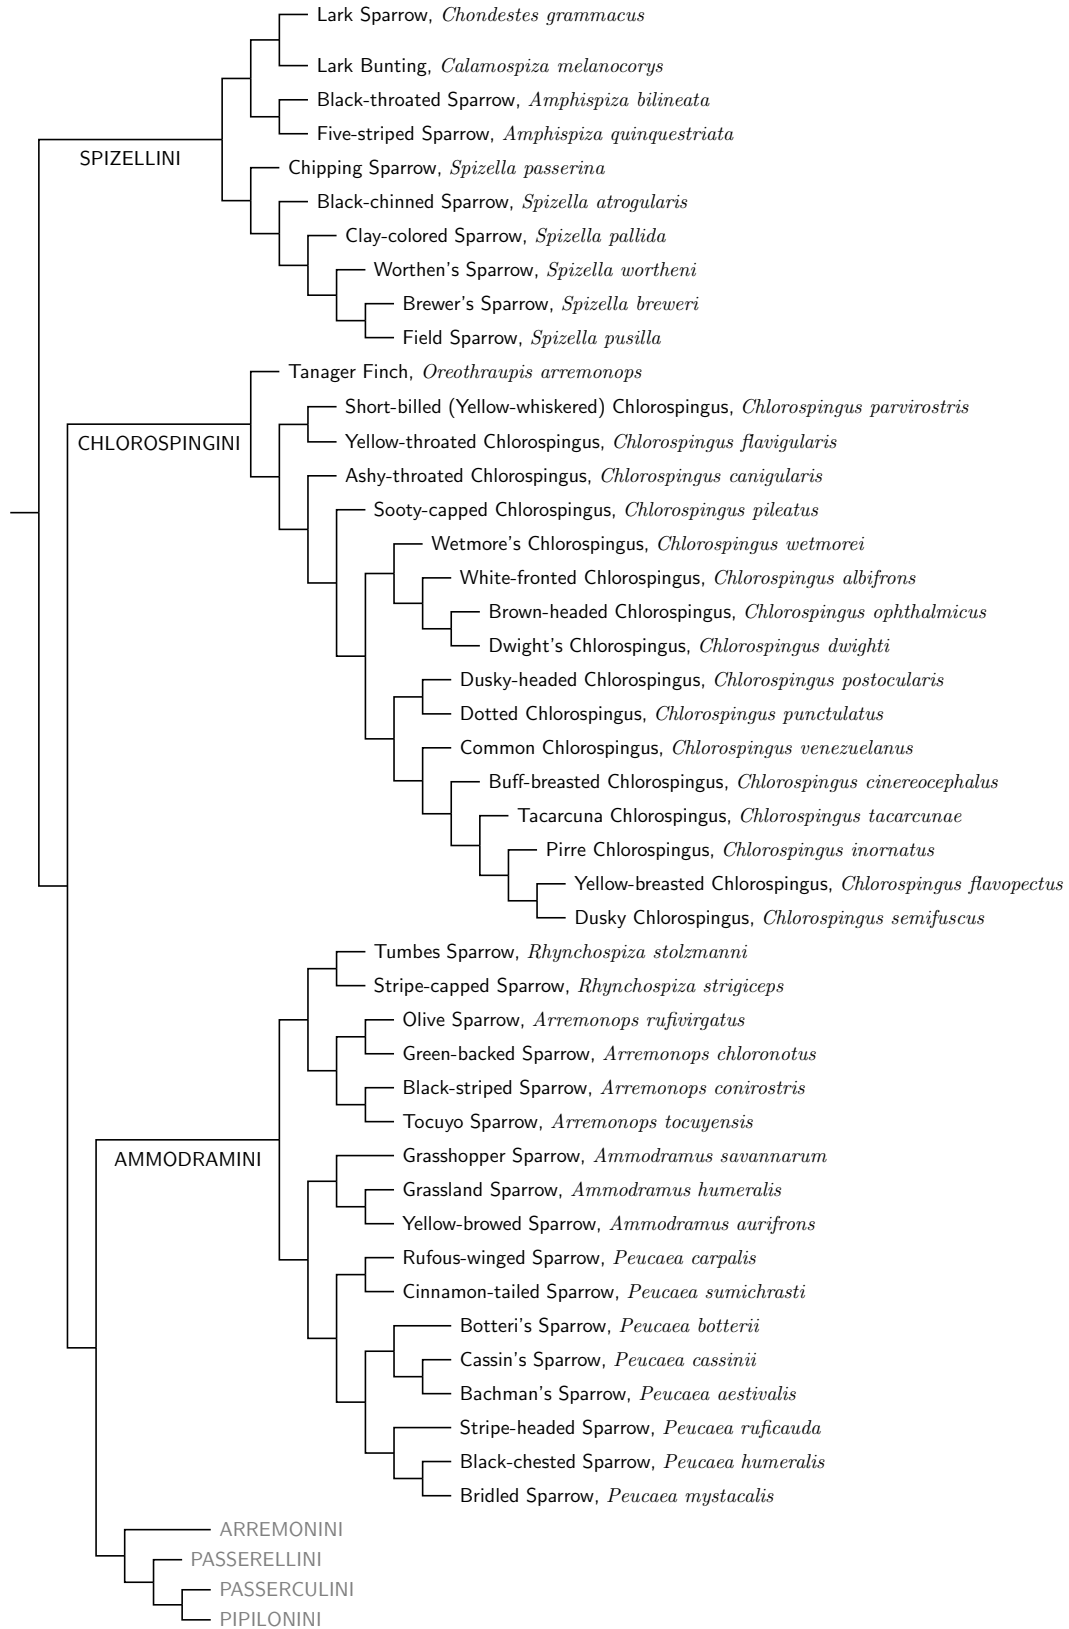 Lark Sparrow, Chondestes grammacus
Lark Bunting, Calamospiza melanocorys
Black-throated Sparrow, Amphispiza bilineata
Five-striped Sparrow, Amphispiza quinquestriata
SPIZELLINI
Chipping Sparrow, Spizella passerina
Black-chinned Sparrow, Spizella atrogularis
Clay-colored Sparrow, Spizella pallida
Worthen's Sparrow, Spizella wortheni
Brewer's Sparrow, Spizella breweri
Field Sparrow, Spizella pusilla
Tanager Finch, Oreothraupis arremonops
Short-billed (Yellow-whiskered) Chlorospingus, Chlorospingus parvirostris
CHLOROSPINGINI
Yellow-throated Chlorospingus, Chlorospingus flavigularis
Ashy-throated Chlorospingus, Chlorospingus canigularis
Sooty-capped Chlorospingus, Chlorospingus pileatus
Wetmore's Chlorospingus, Chlorospingus wetmorei
White-fronted Chlorospingus, Chlorospingus albifrons
Brown-headed Chlorospingus, Chlorospingus ophthalmicus
Dwight's Chlorospingus, Chlorospingus dwighti
Dusky-headed Chlorospingus, Chlorospingus postocularis
Dotted Chlorospingus, Chlorospingus punctulatus
Common Chlorospingus, Chlorospingus venezuelanus
Buff-breasted Chlorospingus, Chlorospingus cinereocephalus
Tacarcuna Chlorospingus, Chlorospingus tacarcunae
Pirre Chlorospingus, Chlorospingus inornatus
Yellow-breasted Chlorospingus, Chlorospingus flavopectus
Dusky Chlorospingus, Chlorospingus semifuscus
Tumbes Sparrow, Rhynchospiza stolzmanni
Stripe-capped Sparrow, Rhynchospiza strigiceps
Olive Sparrow, Arremonops rufivirgatus
Green-backed Sparrow, Arremonops chloronotus
Black-striped Sparrow, Arremonops conirostris
Tocuyo Sparrow, Arremonops tocuyensis
Grasshopper Sparrow, Ammodramus savannarum
AMMODRAMINI
Grassland Sparrow, Ammodramus humeralis
Yellow-browed Sparrow, Ammodramus aurifrons
Rufous-winged Sparrow, Peucaea carpalis
Cinnamon-tailed Sparrow, Peucaea sumichrasti
Botteri's Sparrow, Peucaea botterii
Cassin's Sparrow, Peucaea cassinii
Bachman's Sparrow, Peucaea aestivalis
Stripe-headed Sparrow, Peucaea ruficauda
Black-chested Sparrow, Peucaea humeralis
Bridled Sparrow, Peucaea mystacalis
ARREMONINI
PASSERELLINI
PASSERCULINI
PIPILONINI